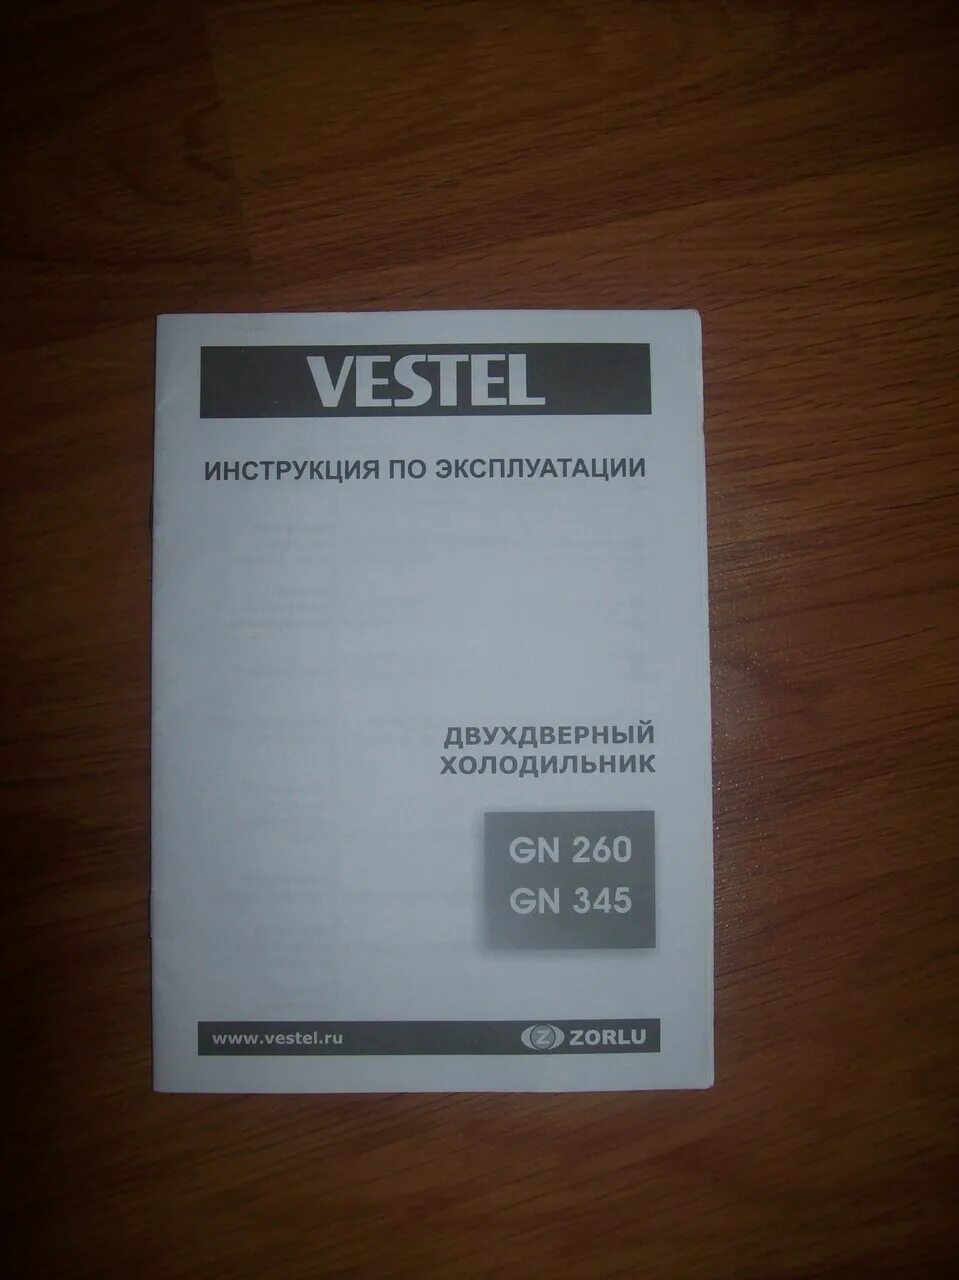 VESTEL
ИНСТРУКЦИЯ ПО ЭКСПЛУАТАЦИИ
ДВУХДВЕРНЫЙ
ХОЛОДИЛЬНИК
GN 260
GN 345
www.vestel.ru
Z ZORLU